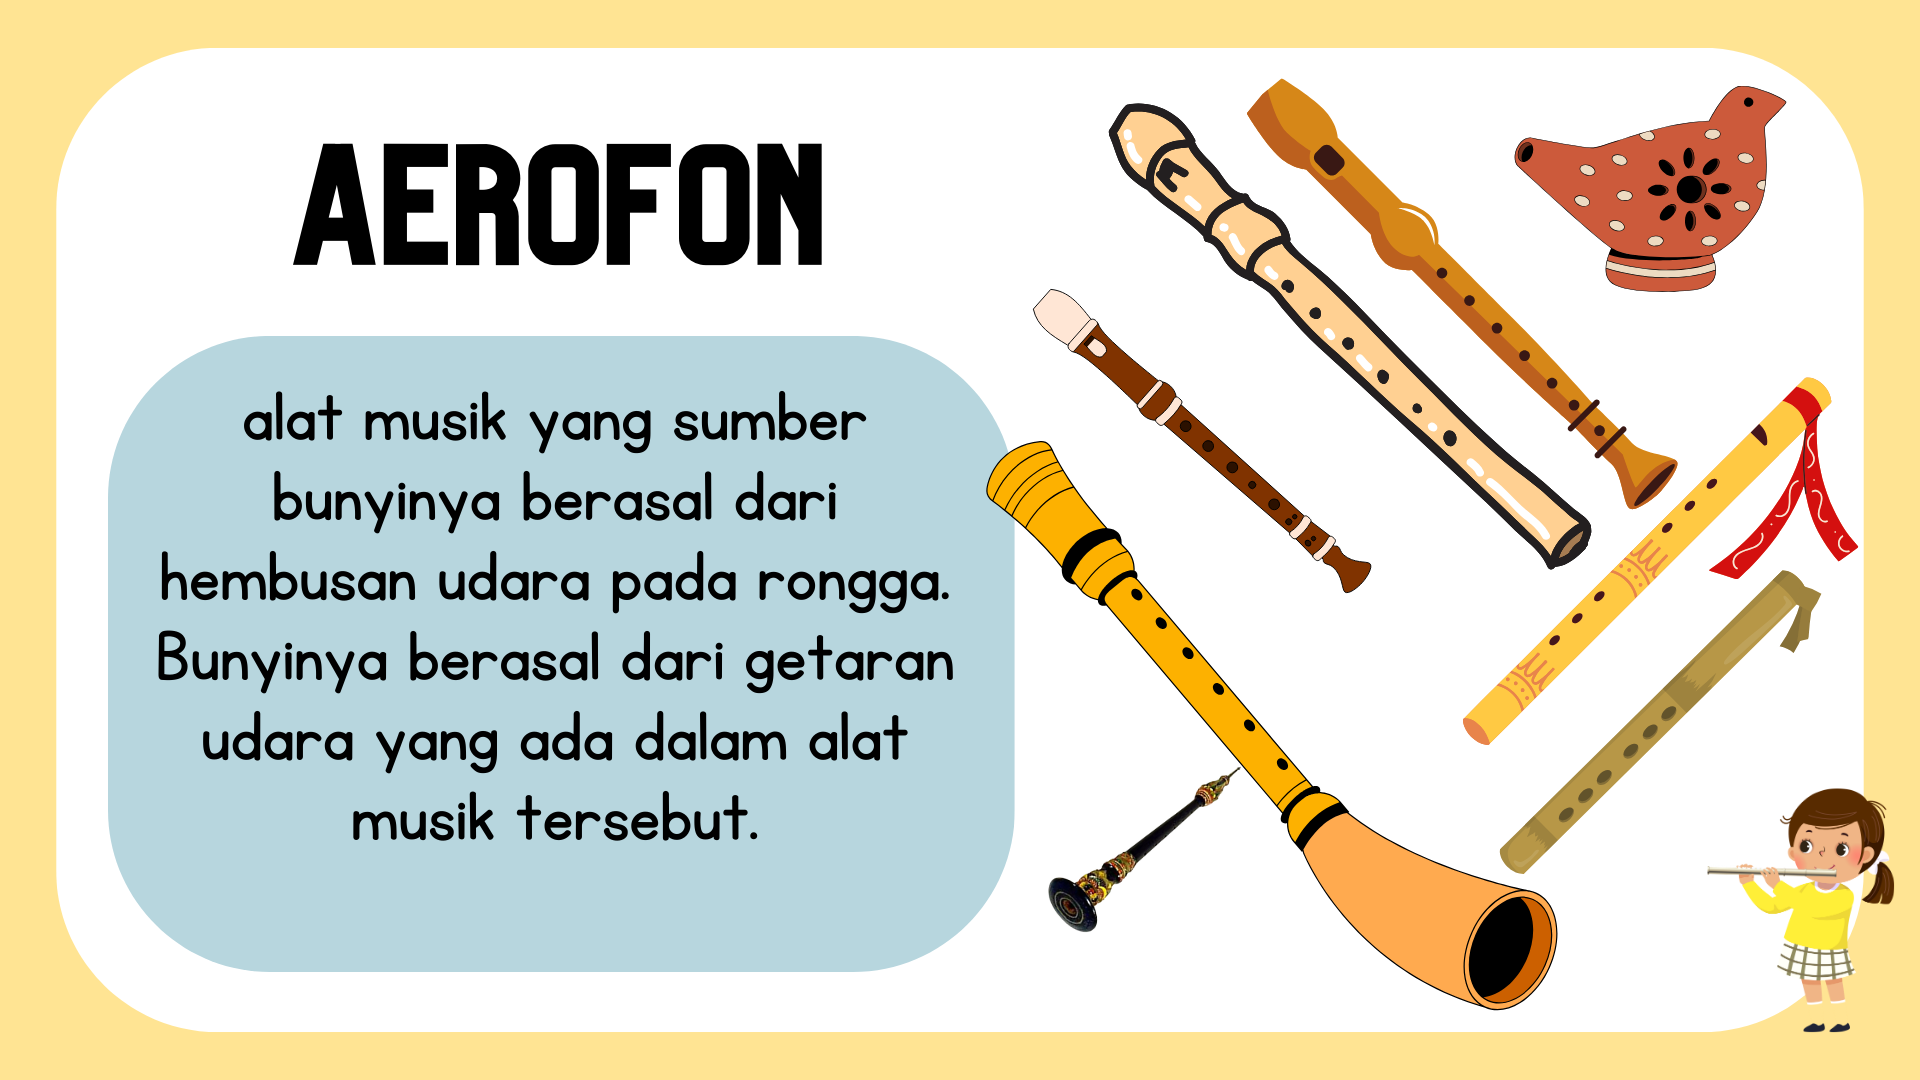 AEROFON
alat musik yang sumber
bunyinya berasal dari
hembusan udara pada rongga.
Bunyinya berasal dari getaran
udara yang ada dalam alat
musik tersebut.